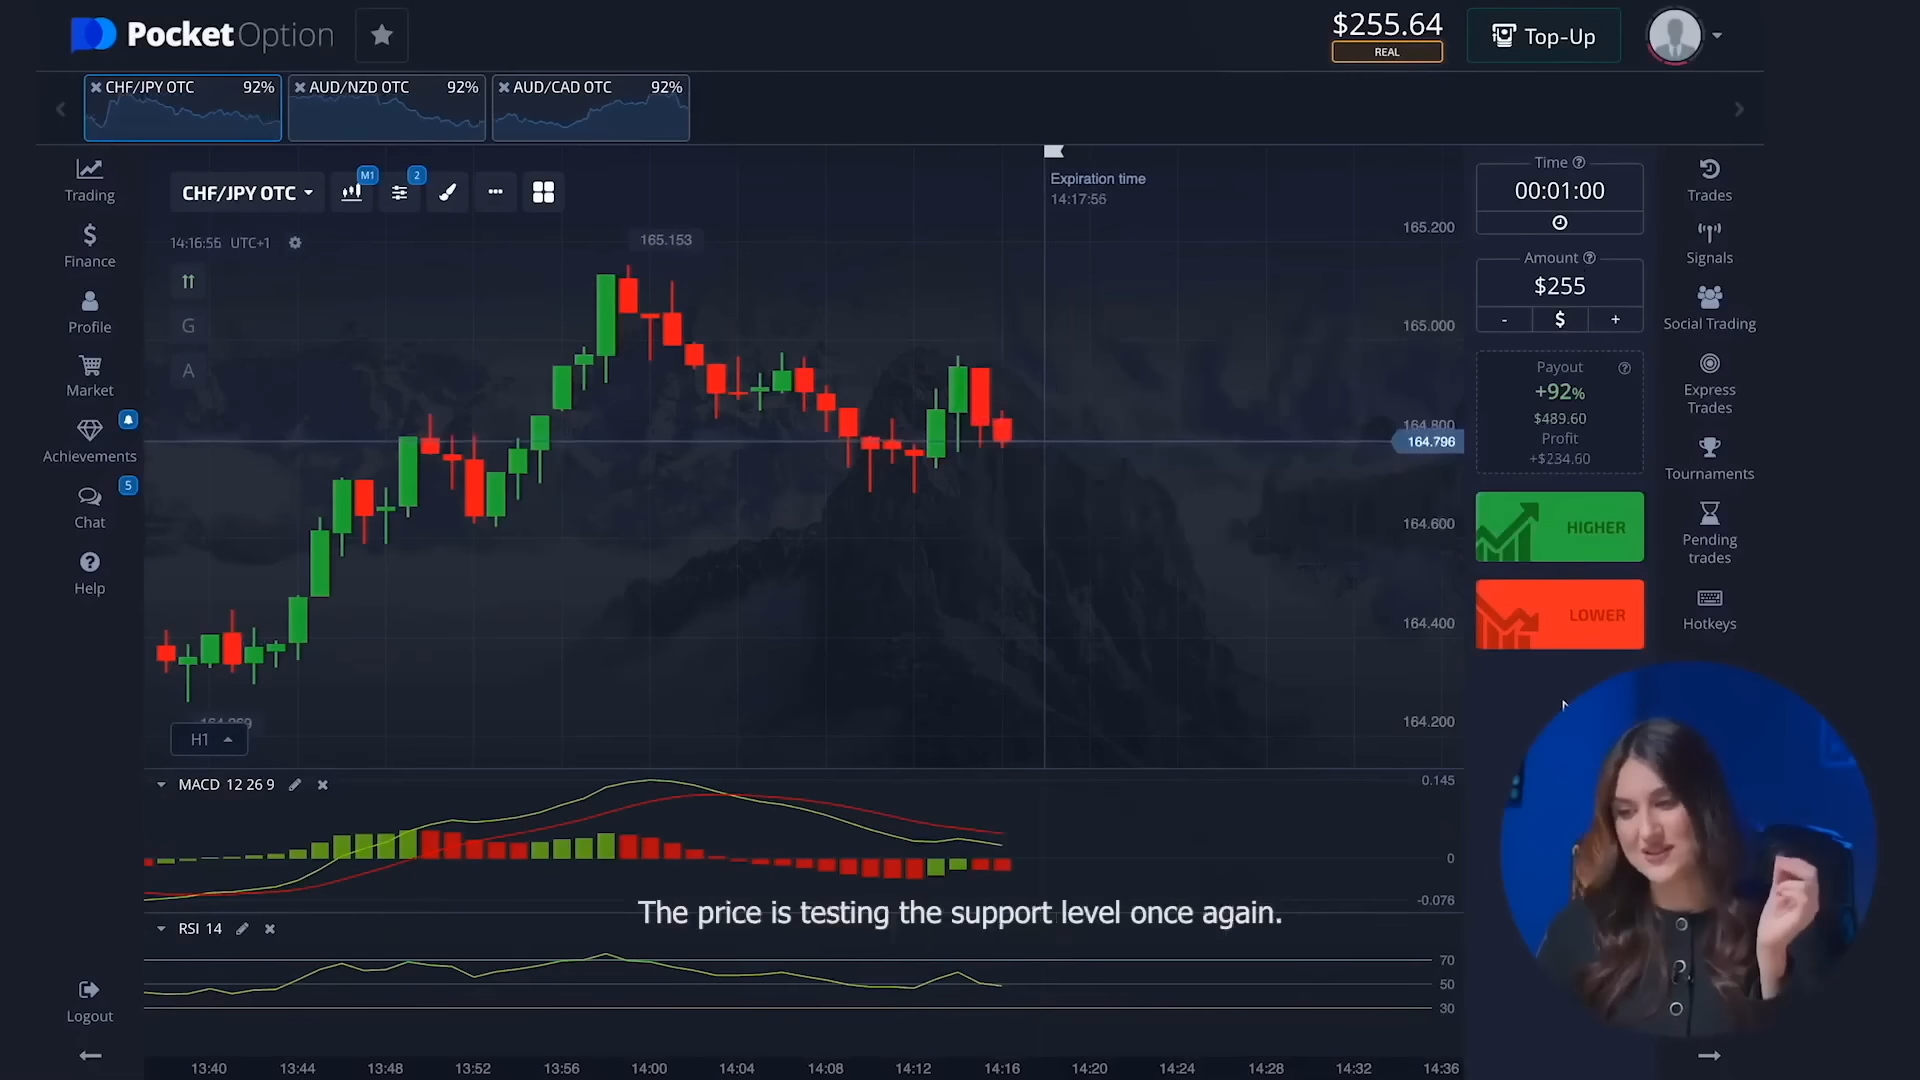 PocketOption
$255.64
REAL
Top-Up
CHF/JPY OTC 92%
AUD/NZD OTC 92%
AUD/CAD OTC 92%
Trading
Finance
Profile
Market
Achievements
5
Chat
Help
Logout
CHF/JPY OTC
M1
2
14:16:55 UTC+1
G
A
165.153
Expiration time
14:17:56
165.200
165.000
164.800
164.796
164.600
164.400
164.200
H1
MACD 12 26 9
0.145
0
-0.076
The price is testing the support level once again.
RSI 14
70
50
30
13:40 13:44 13:48 13:52 13:56 14:00 14:04 14:08 14:12 14:16 14:20 14:24 14:28 14:32 14:36
Time
00:01:00
Amount
$255
- $ +
Payout
+92%
$489.60
Profit
+$234.60
HIGHER
LOWER
Trades
Signals
Social Trading
Express
Trades
Tournaments
Pending
trades
Hotkeys